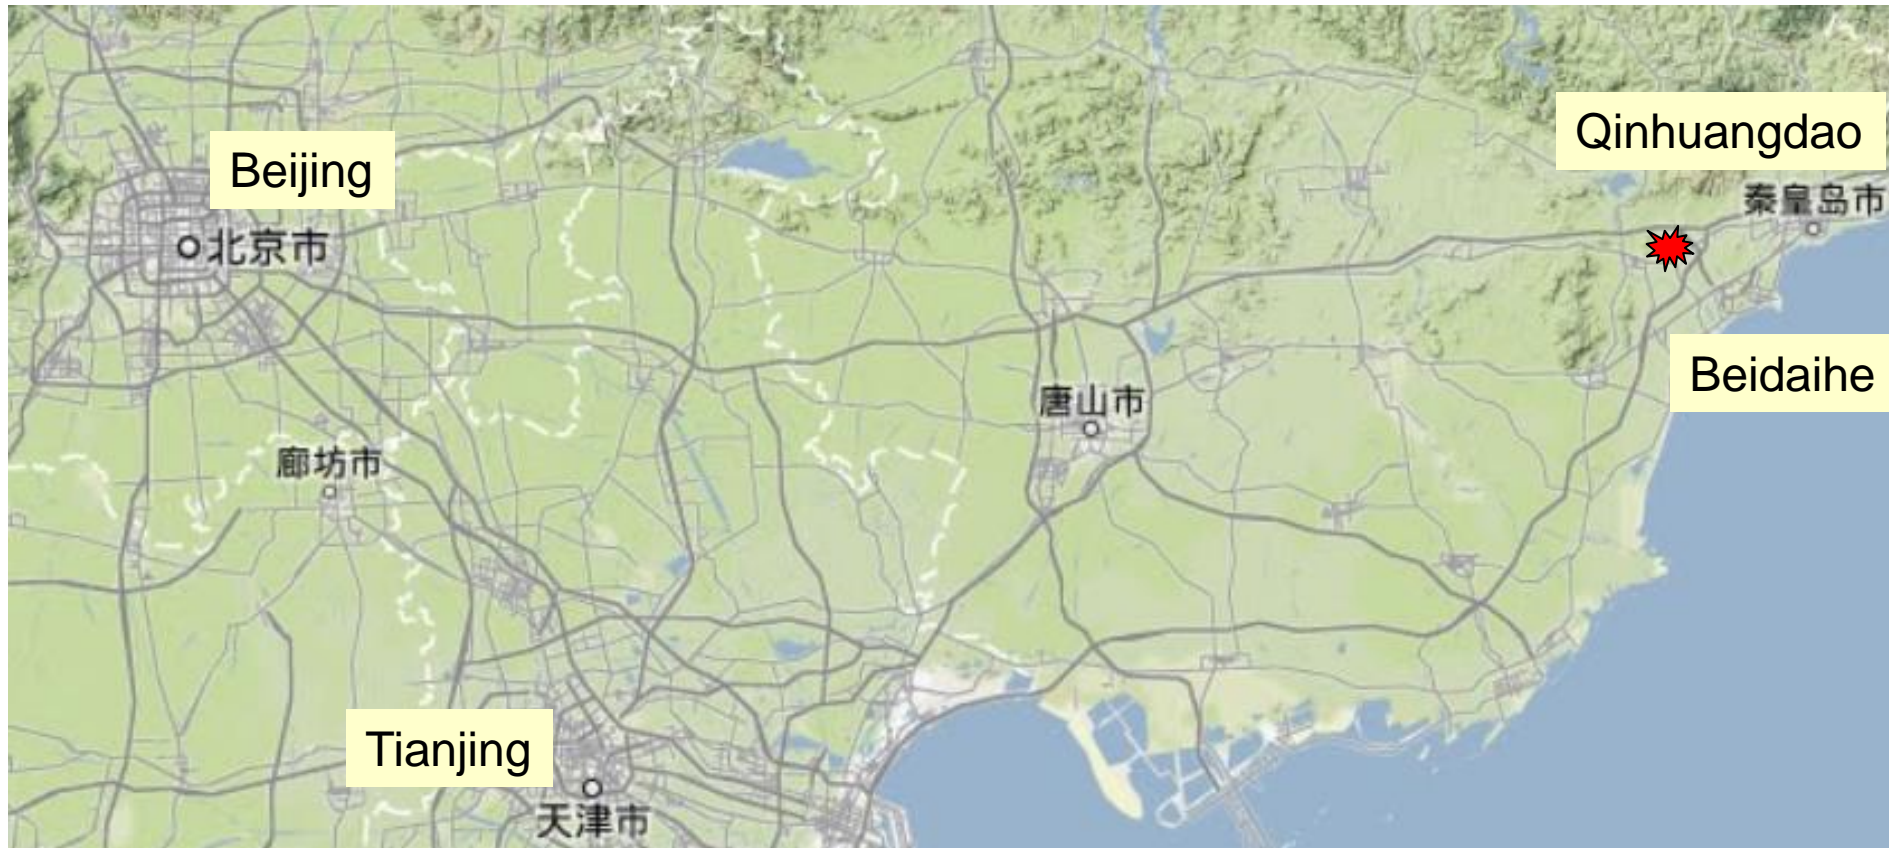 Qinhuangdao
Beijing
秦皇岛市
北京市
Beidaihe
唐山市
廊坊市
Tianjing
天津市